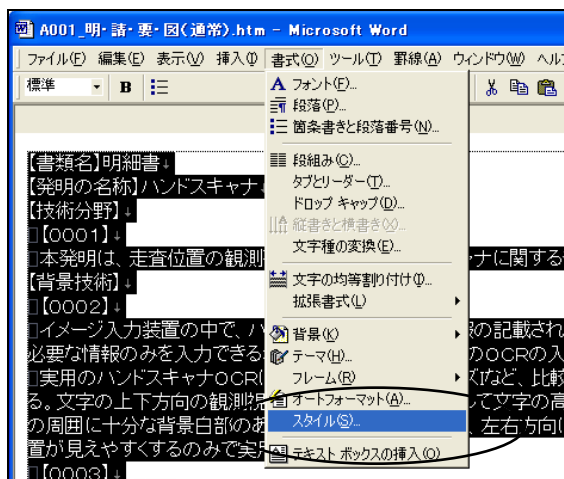 A001_明・請・要・図(通常).htm - Microsoft Word
ファイル(F) 編集(E) 表示(V) 挿入(I) 書式(O) ツール(T) 罫線(A) ウィンドウ(W) ヘル
標準 B
フォント(F)...
段落(P)...
箇条書きと段落番号(N)...
段組み(C)...
タブとリーダー(T)...
ドロップ キャップ(D)...
縦書きと横書き(X)...
文字種の変換(E)...
文字の均等割り付け(I)...
拡張書式(L)
背景(K)
テーマ(H)...
フレーム(R)
オートフォーマット(A)...
スタイル(S)...
テキスト ボックスの挿入(O)
【書類名】明細書↓
【発明の名称】ハンドスキャナ
【技術分野】↓
【0001】↓
本発明は、走査位置の観測 ャナに関する
【背景技術】↓
【0002】↓
イメージ入力装置の中で、ハ 報の記載され
必要な情報のみを入力できる のOCRの入
実用のハンドスキャナOCR( など、比較
る。文字の上下方向の観測 して文字の高
の周囲に十分な背景白部のあ 、左右方向に
置が見えやすくするのみで実
【0003】↓